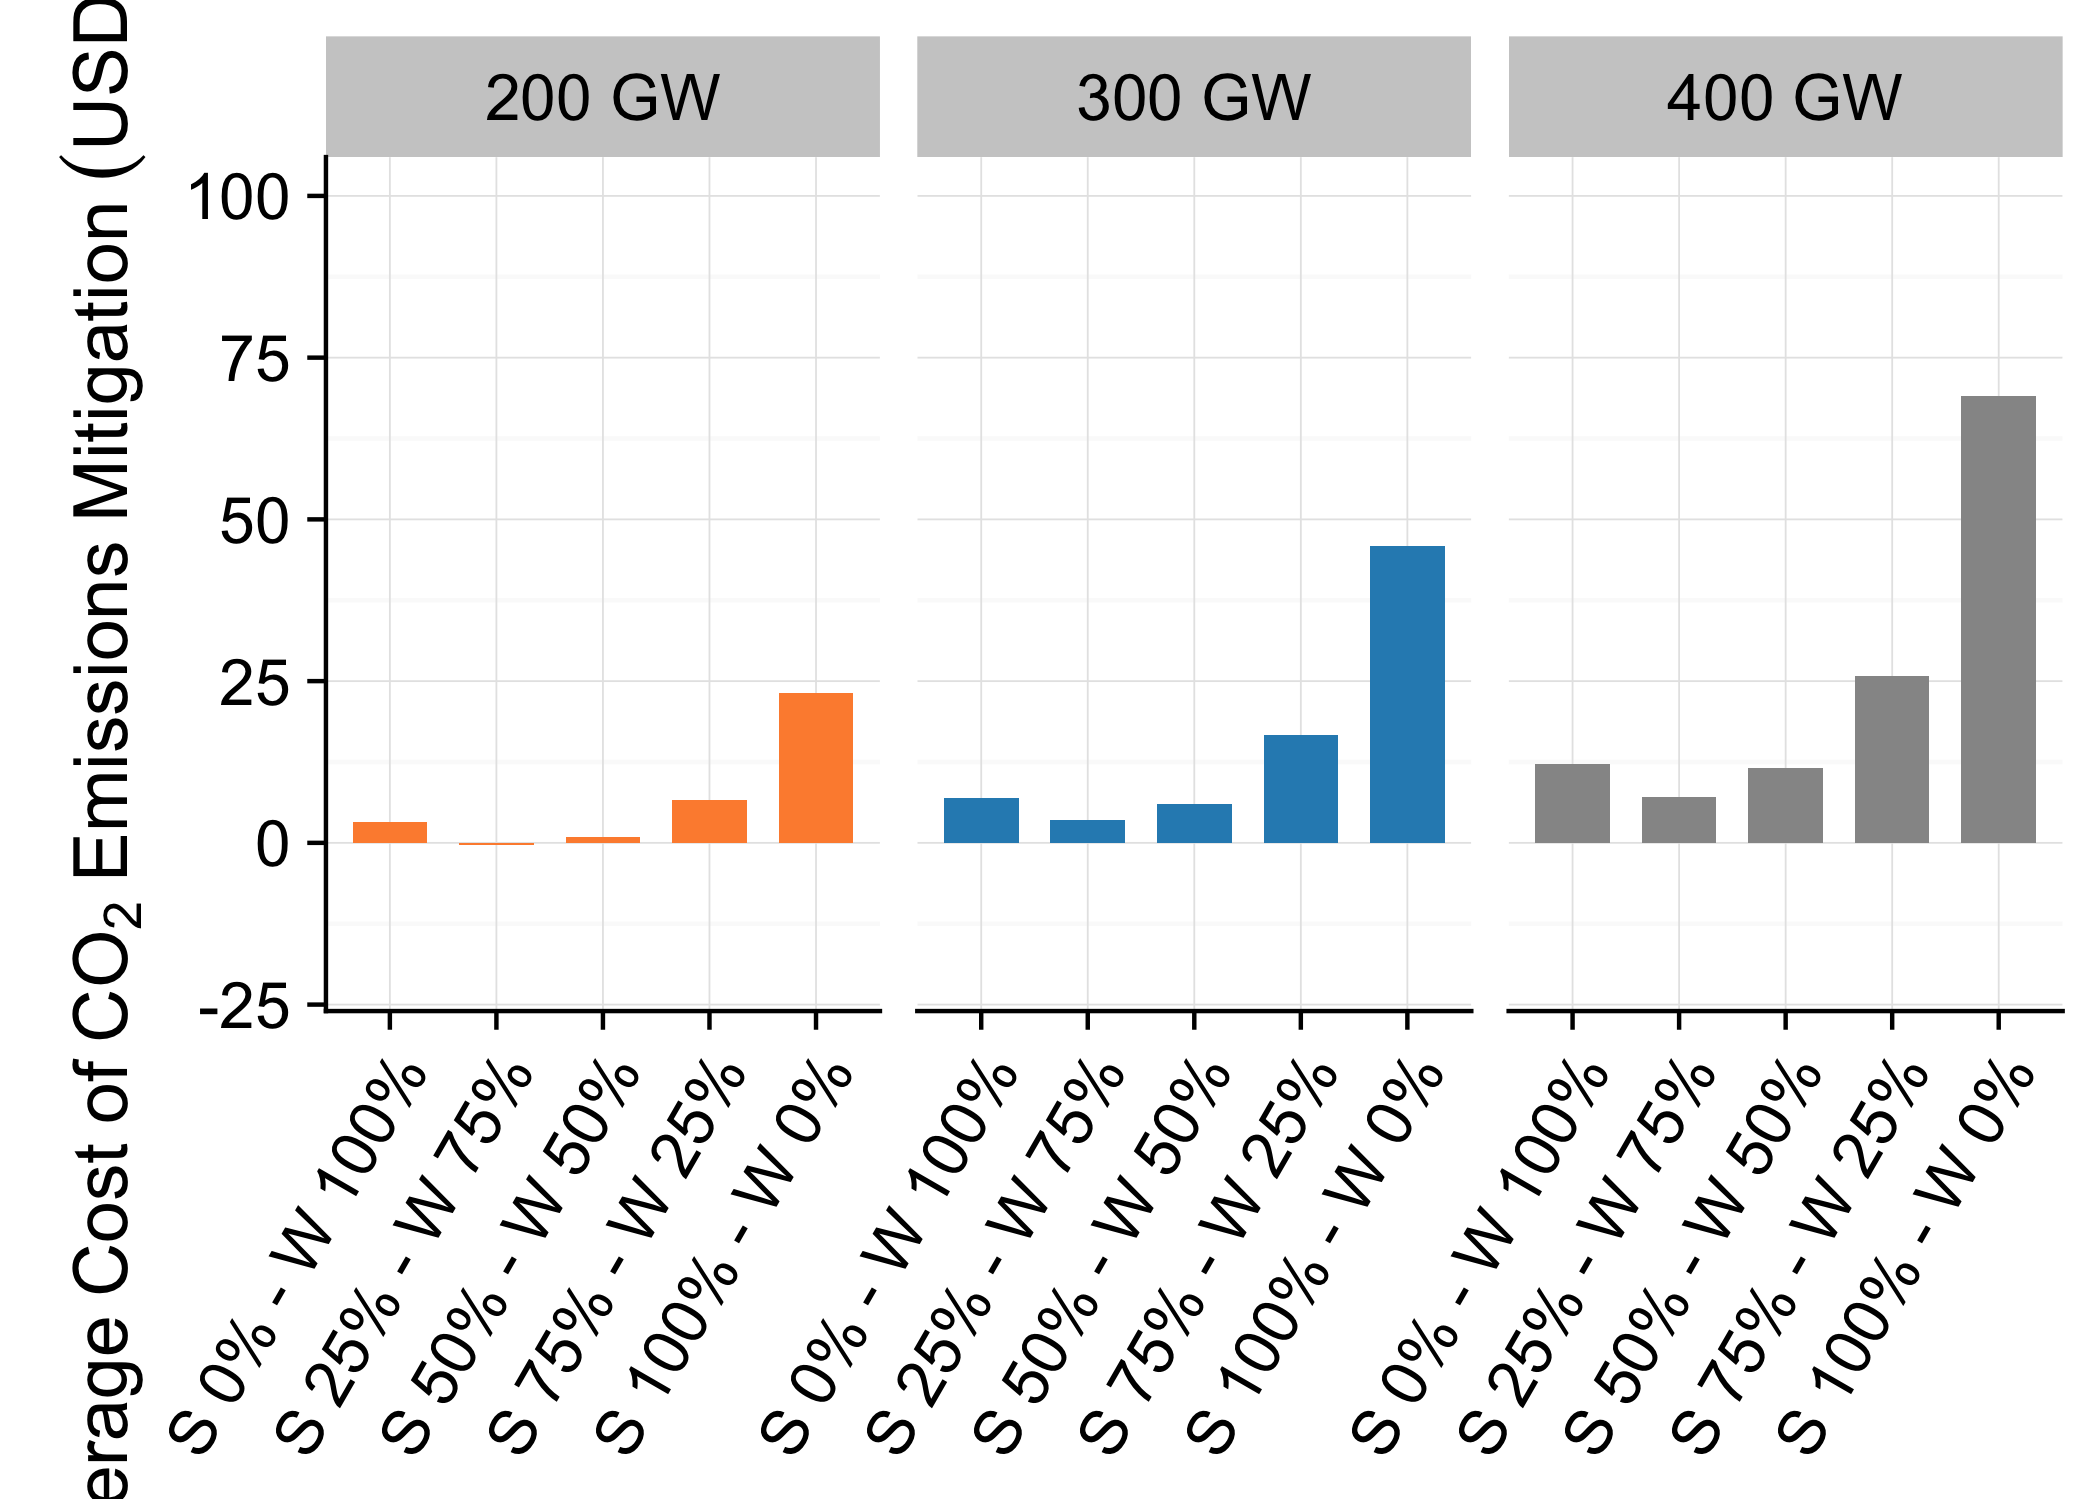 200 GW
300 GW
400 GW
Cost of CO₂ Emissions Mitigation (USD
100
75
50
25
0
-25
S 0% - W 100%
S 25% - W 75%
S 50% - W 50%
S 75% - W 25%
S 100% - W 0%
S 0% - W 100%
S 25% - W 75%
S 50% - W 50%
S 75% - W 25%
S 100% - W 0%
S 0% - W 100%
S 25% - W 75%
S 50% - W 50%
S 75% - W 25%
S 100% - W 0%